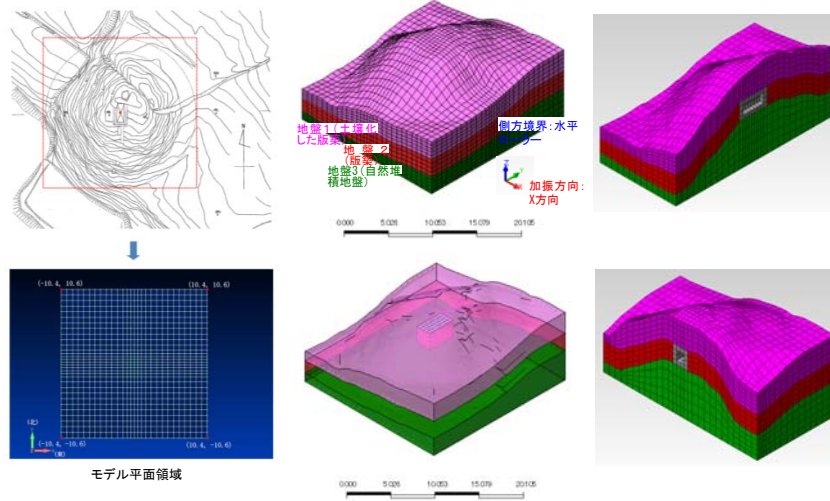 地盤1(土壌化
した版築)
地盤2
(版築)
地盤3(自然堆
積地盤)
側方境界:水平
ローラー
加振方向:
X方向
Z
Y
X
0.000 5.026 10.053 15.079 20.105
(-10.4, 10.6)
(10.4, 10.6)
(-10.4, -10.6)
(10.4, -10.6)
(北)
(東)
モデル平面領域
0.000 5.026 10.053 15.079 20.105